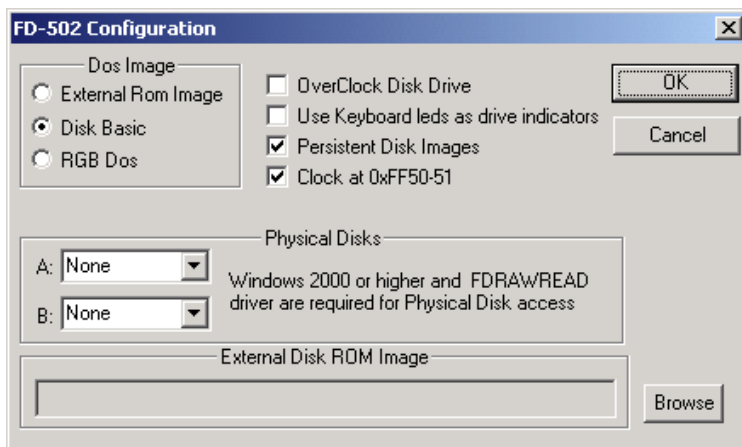 FD-502 Configuration
Dos Image
External Rom Image
Disk Basic
RGB Dos
OverClock Disk Drive
Use Keyboard leds as drive indicators
Persistent Disk Images
Clock at 0xFF50-51
OK
Cancel
Physical Disks
A: None
B: None
Windows 2000 or higher and FDRAWREAD
driver are required for Physical Disk access
External Disk ROM Image
Browse